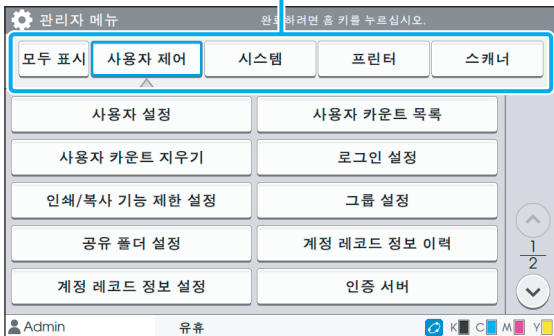 관리자 메뉴
완료하려면 홈 키를 누르십시오.
모두 표시 사용자 제어 시스템 프린터 스캐너
사용자 설정 사용자 카운트 목록
사용자 카운트 지우기 로그인 설정
인쇄/복사 기능 제한 설정 그룹 설정
공유 폴더 설정 계정 레코드 정보 이력
계정 레코드 정보 설정 인증 서버
1
2
Admin 유휴 K C M Y